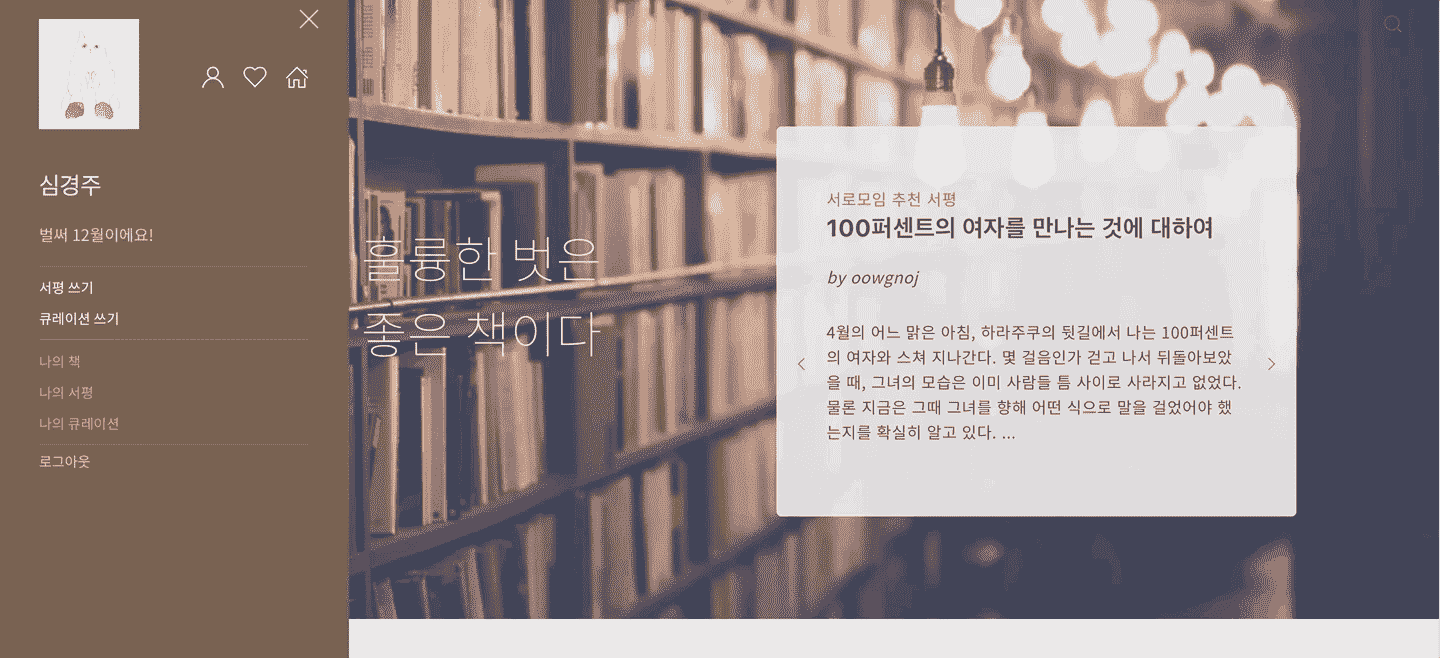 심경주
벌써 12월이에요!
서평 쓰기
큐레이션 쓰기
나의 책
나의 서평
나의 큐레이션
로그아웃
훌륭한 벗은
좋은 책이다
서로모임 추천 서평
100퍼센트의 여자를 만나는 것에 대하여
by oowgnoj
4월의 어느 맑은 아침, 하라주쿠의 뒷길에서 나는 100퍼센트
의 여자와 스쳐 지나간다. 몇 걸음인가 걷고 나서 뒤돌아보았
을 때, 그녀의 모습은 이미 사람들 틈 사이로 사라지고 없었다.
물론 지금은 그때 그녀를 향해 어떤 식으로 말을 걸었어야 했
는지를 확실히 알고 있다. ...